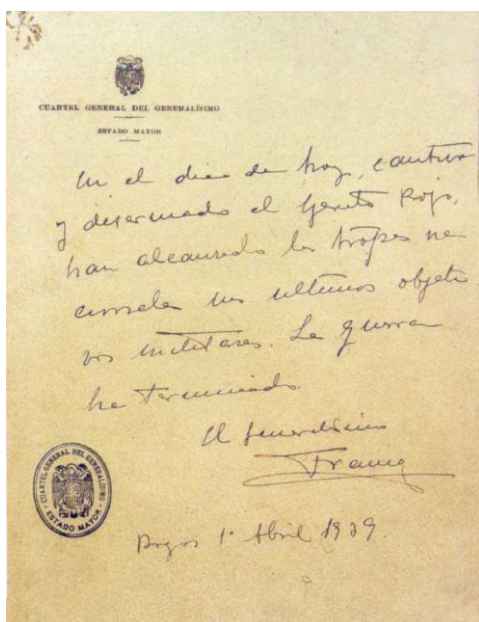 CUARTEL GENERAL DEL GENERALÍSIMO
ESTADO MAYOR
En el dia de hoy, cautivo
y desarmado el Ejercito Rojo,
han alcanzado las tropas na-
cionales sus ultimos objeti-
vos militares. La guerra
ha terminado.
El Generalisimo
Franco
Burgos 1º Abril 1939.
CUARTEL GENERAL DEL GENERALÍSIMO
ESTADO MAYOR